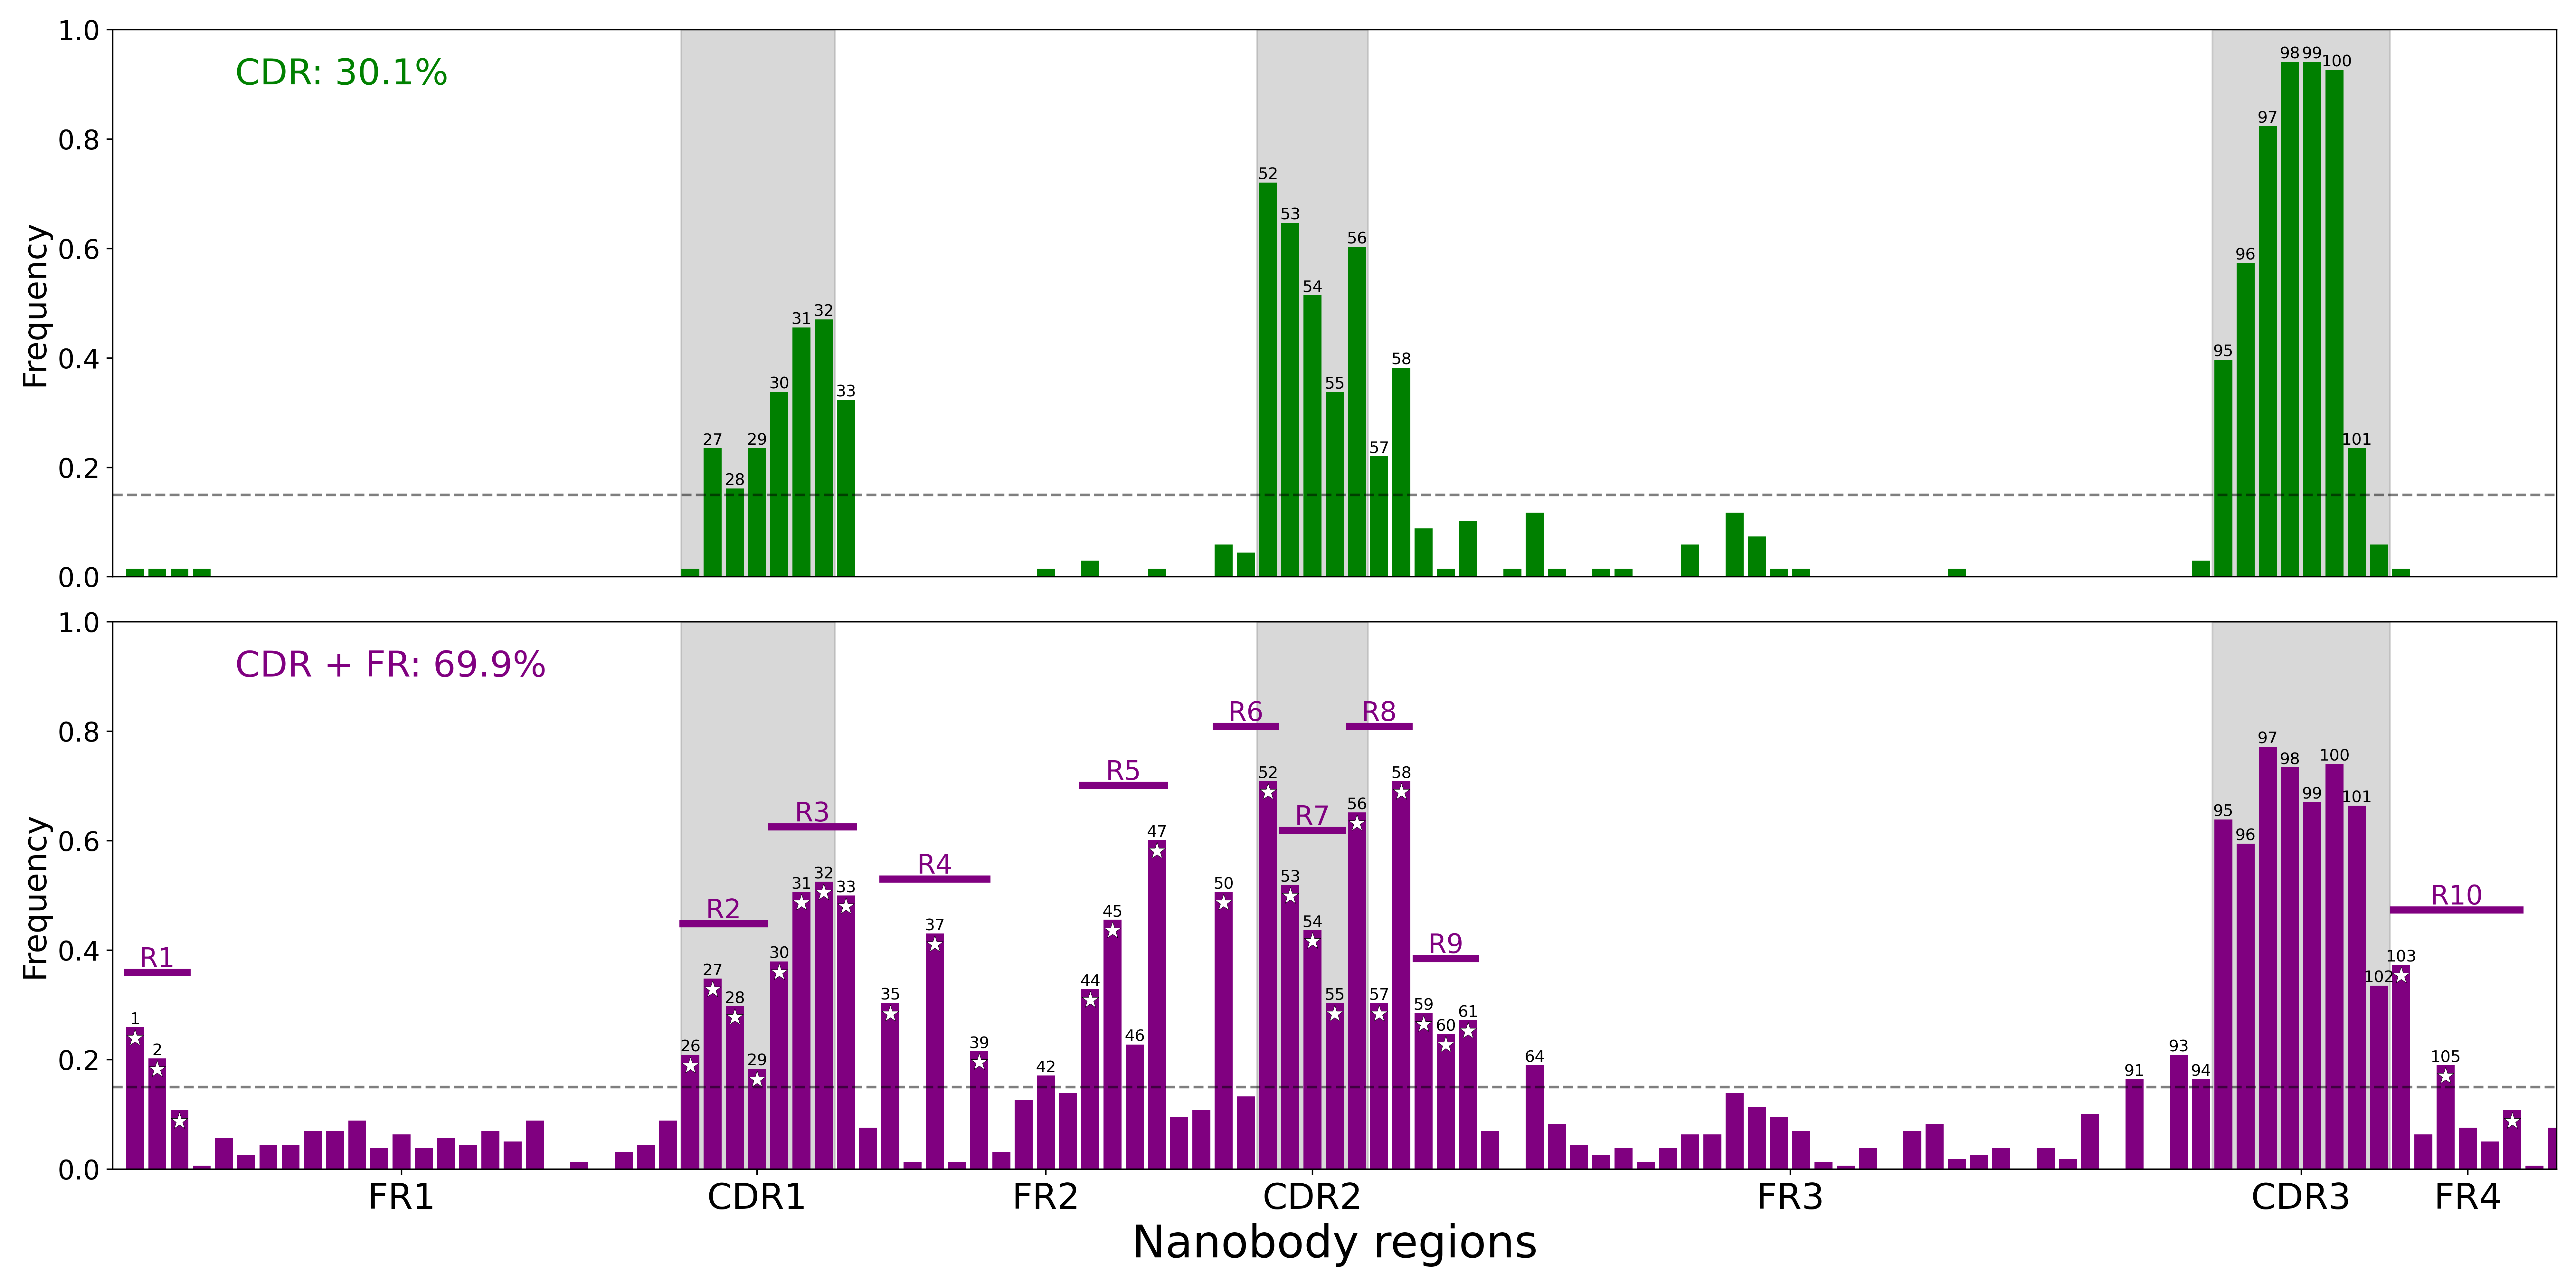 CDR: 30.1%
Frequency
1.0
0.8
0.6
0.4
0.2
0.0
27 28 29 30 31 32 33
52 53 54 55 56 57 58
95 96 97 98 99 100 101
CDR + FR: 69.9%
Frequency
1.0
0.8
0.6
0.4
0.2
0.0
R1 R2 R3 R4 R5 R6 R7 R8 R9 R10
1 2 26 27 28 29 30 31 32 33 35 37 39 42 44 45 46 47 50 52 53 54 55 56 57 58 59 60 61 64 91 93 94 95 96 97 98 99 100 101 102 103 105
FR1 CDR1 FR2 CDR2 FR3 CDR3 FR4
Nanobody regions